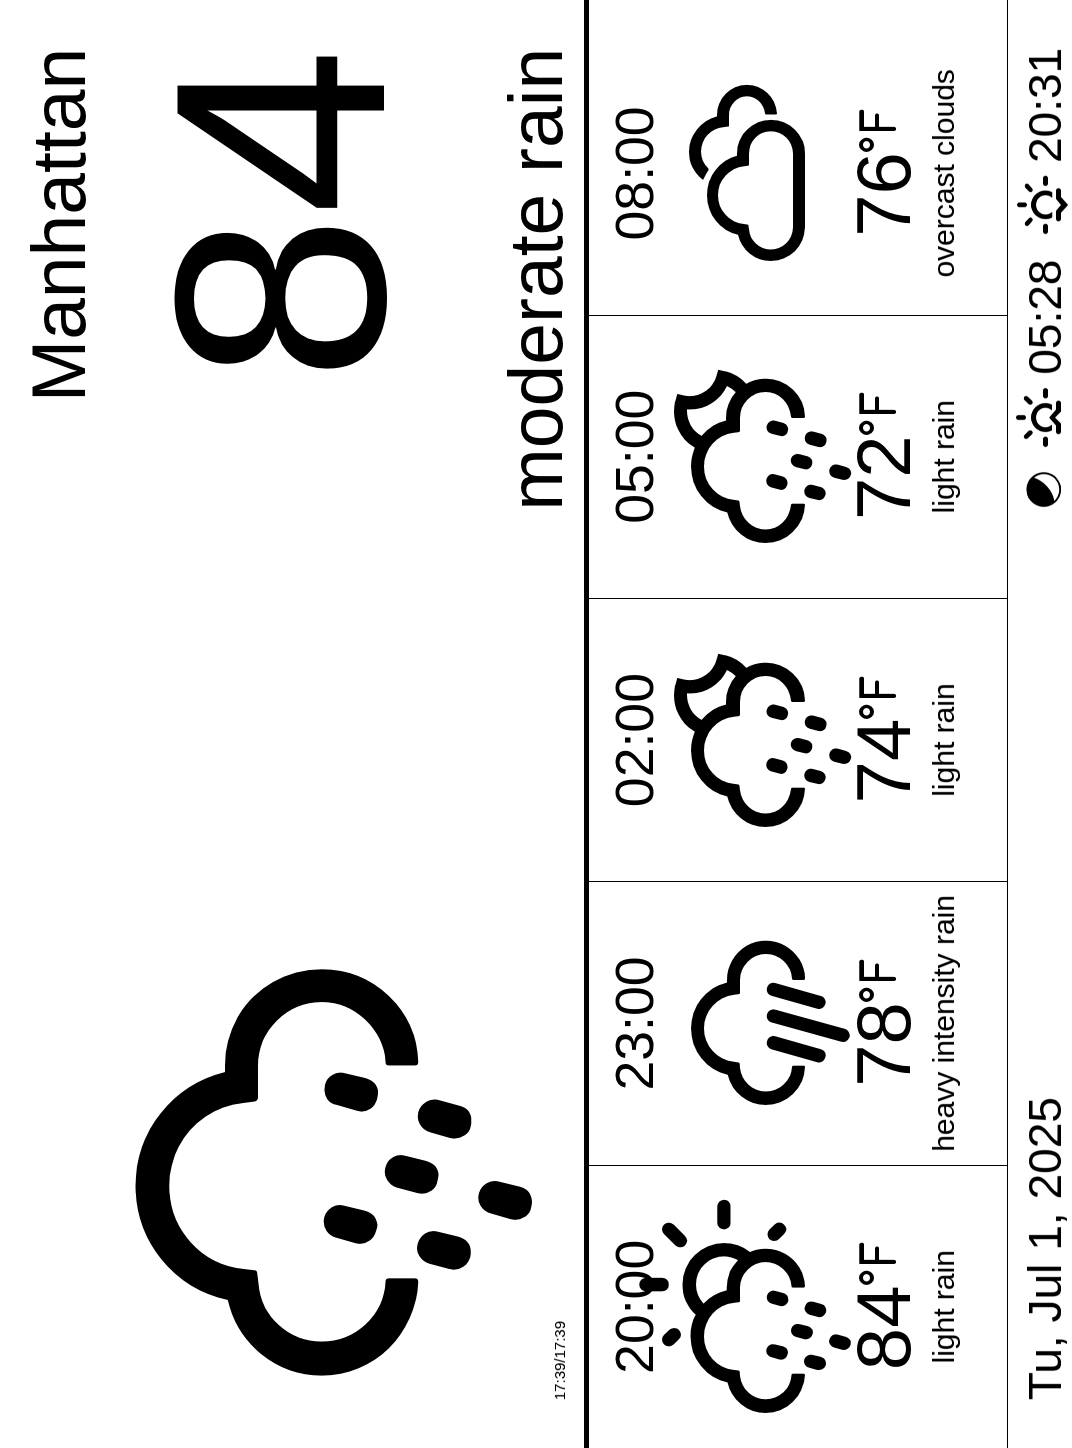 Manhattan
84
moderate rain
17:39/17:39
20:00 23:00 02:00 05:00 08:00
84°F 78°F 74°F 72°F 76°F
light rain heavy intensity rain light rain light rain overcast clouds
Tu, Jul 1, 2025 05:28 20:31